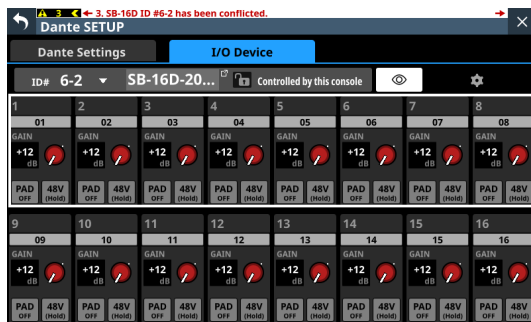 3 ← 3. SB-16D ID #6-2 has been conflicted. →
Dante SETUP
Dante Settings I/O Device
ID# 6-2 SB-16D-20... Controlled by this console
1 2 3 4 5 6 7 8
01 02 03 04 05 06 07 08
GAIN GAIN GAIN GAIN GAIN GAIN GAIN GAIN
+12 +12 +12 +12 +12 +12 +12 +12
dB dB dB dB dB dB dB dB
PAD 48V PAD 48V PAD 48V PAD 48V PAD 48V PAD 48V PAD 48V PAD 48V
OFF (Hold) OFF (Hold) OFF (Hold) OFF (Hold) OFF (Hold) OFF (Hold) OFF (Hold) OFF (Hold)
9 10 11 12 13 14 15 16
09 10 11 12 13 14 15 16
GAIN GAIN GAIN GAIN GAIN GAIN GAIN GAIN
+12 +12 +12 +12 +12 +12 +12 +12
dB dB dB dB dB dB dB dB
PAD 48V PAD 48V PAD 48V PAD 48V PAD 48V PAD 48V PAD 48V PAD 48V
OFF (Hold) OFF (Hold) OFF (Hold) OFF (Hold) OFF (Hold) OFF (Hold) OFF (Hold) OFF (Hold)